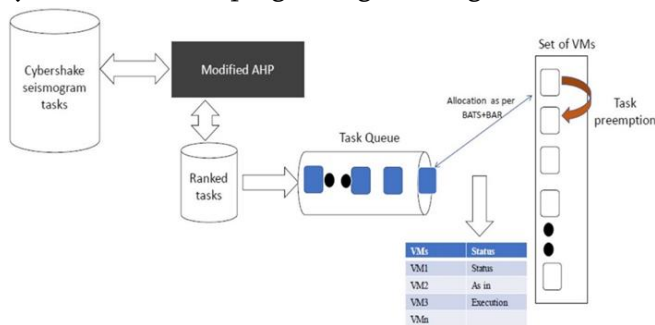 Set of VMs
Cybershake
seismogram
tasks
Modified AHP
Allocation as per
BATS+BAR
Task
preemption
Task Queue
Ranked
tasks
VMs Status
VM1 Status
VM2 As in
VM3 Execution
VMn